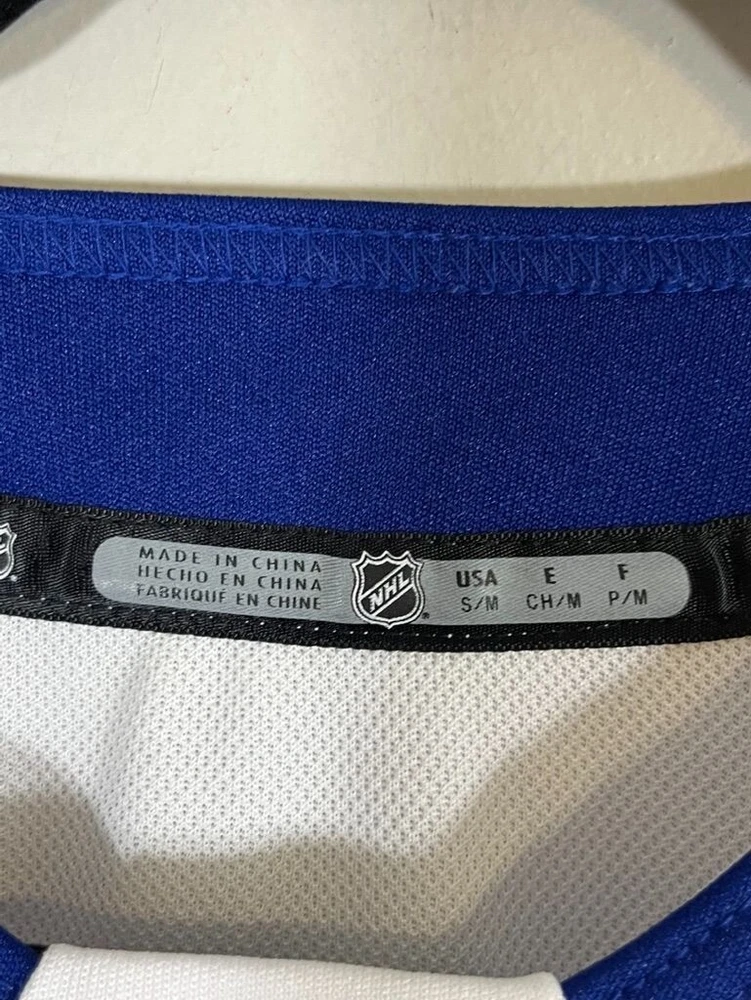 MADE IN CHINA
HECHO EN CHINA
FABRIQUÉ EN CHINE
NHL
USA E F
S/M CH/M P/M